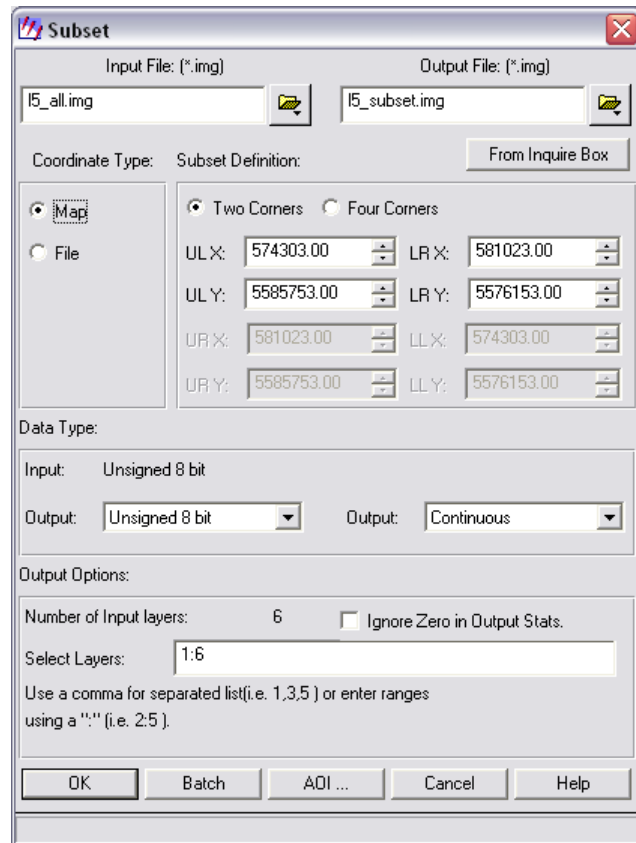 Subset
Input File: (*.img)
Output File: (*.img)
l5_all.img
l5_subset.img
From Inquire Box
Coordinate Type:
Subset Definition:
Map
File
Two Corners
Four Corners
UL X: 574303.00 LR X: 581023.00
UL Y: 5585753.00 LR Y: 5576153.00
UR X: 581023.00 LL X: 574303.00
UR Y: 5585753.00 LL Y: 5576153.00
Data Type:
Input: Unsigned 8 bit
Output: Unsigned 8 bit Output: Continuous
Output Options:
Number of Input layers: 6 Ignore Zero in Output Stats.
Select Layers: 1:6
Use a comma for separated list(i.e. 1,3,5 ) or enter ranges
using a ":" (i.e. 2:5 ).
OK Batch AOI ... Cancel Help